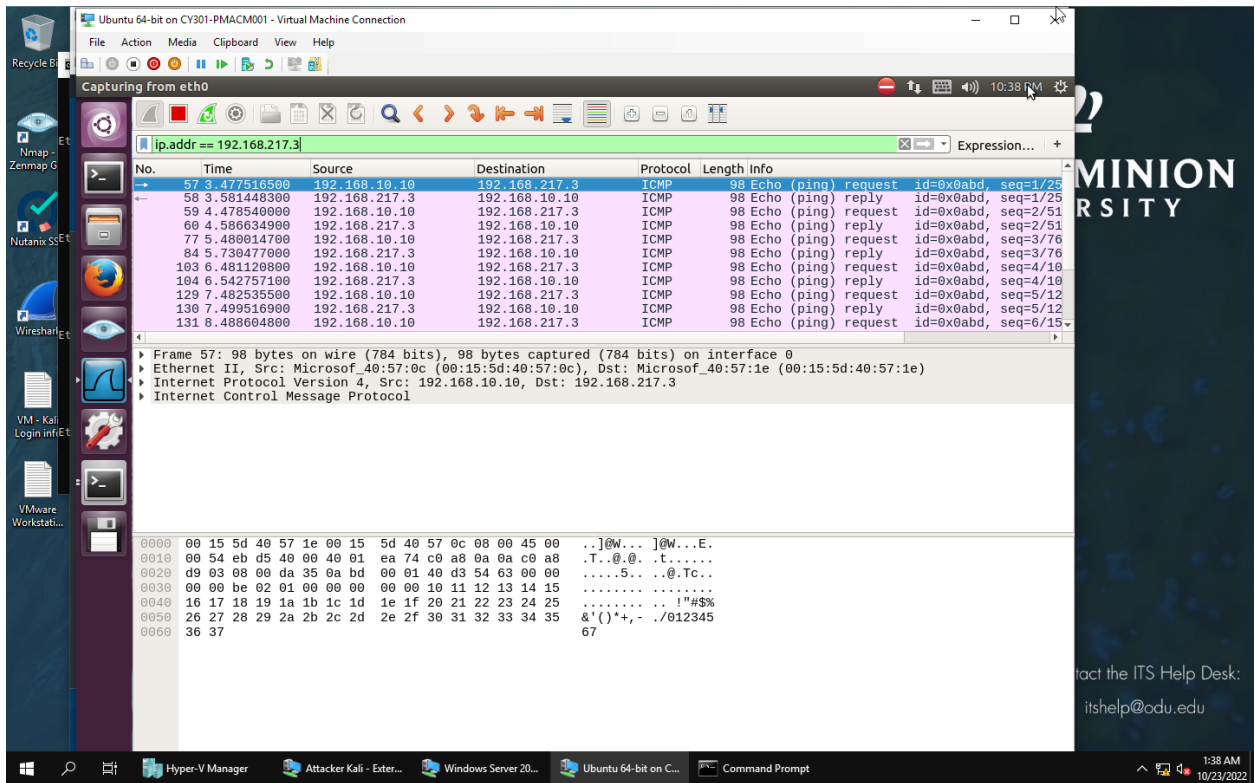 Ubuntu 64-bit on CY301-PMACM001 - Virtual Machine Connection
File Action Media Clipboard View Help
Recycle Bi
Capturing from eth0 10:38 PM
ip.addr == 192.168.217.3 Expression... +
Nmap -
Zenmap G
No. Time Source Destination Protocol Length Info
57 3.477516500 192.168.10.10 192.168.217.3 ICMP 98 Echo (ping) request id=0x0abd, seq=1/25
58 3.581448300 192.168.217.3 192.168.10.10 ICMP 98 Echo (ping) reply id=0x0abd, seq=1/25
59 4.478540000 192.168.10.10 192.168.217.3 ICMP 98 Echo (ping) request id=0x0abd, seq=2/51
60 4.586634900 192.168.217.3 192.168.10.10 ICMP 98 Echo (ping) reply id=0x0abd, seq=2/51
77 5.480014700 192.168.10.10 192.168.217.3 ICMP 98 Echo (ping) request id=0x0abd, seq=3/76
84 5.730477000 192.168.217.3 192.168.10.10 ICMP 98 Echo (ping) reply id=0x0abd, seq=3/76
103 6.481120800 192.168.10.10 192.168.217.3 ICMP 98 Echo (ping) request id=0x0abd, seq=4/10
104 6.542757100 192.168.217.3 192.168.10.10 ICMP 98 Echo (ping) reply id=0x0abd, seq=4/10
129 7.482535500 192.168.10.10 192.168.217.3 ICMP 98 Echo (ping) request id=0x0abd, seq=5/12
130 7.499516900 192.168.217.3 192.168.10.10 ICMP 98 Echo (ping) reply id=0x0abd, seq=5/12
131 8.488604800 192.168.10.10 192.168.217.3 ICMP 98 Echo (ping) request id=0x0abd, seq=6/15
MINION
RSITY
Nutanix SS
Wireshar
VM - Kali
Login inf
VMware
Workstati...
Frame 57: 98 bytes on wire (784 bits), 98 bytes captured (784 bits) on interface 0
Ethernet II, Src: Microsof_40:57:0c (00:15:5d:40:57:0c), Dst: Microsof_40:57:1e (00:15:5d:40:57:1e)
Internet Protocol Version 4, Src: 192.168.10.10, Dst: 192.168.217.3
Internet Control Message Protocol
0000 00 15 5d 40 57 1e 00 15 5d 40 57 0c 08 00 45 00 ..]@W... ]@W...E.
0010 00 54 eb d5 40 00 40 01 ea 74 c0 a8 0a 0a c0 a8 .T..@.@. .t......
0020 d9 03 08 00 da 35 0a bd 00 01 40 d3 54 63 00 00 .....5.. ..@.Tc..
0030 00 00 be 02 01 00 00 00 00 00 10 11 12 13 14 15 ........ ........
0040 16 17 18 19 1a 1b 1c 1d 1e 1f 20 21 22 23 24 25 ........ .. !"#$%
0050 26 27 28 29 2a 2b 2c 2d 2e 2f 30 31 32 33 34 35 &'()*+,- ./012345
0060 36 37 67
tact the ITS Help Desk:
itshelp@odu.edu
Hyper-V Manager Attacker Kali - Exter... Windows Server 20... Ubuntu 64-bit on C... Command Prompt
1:38 AM
10/23/2022